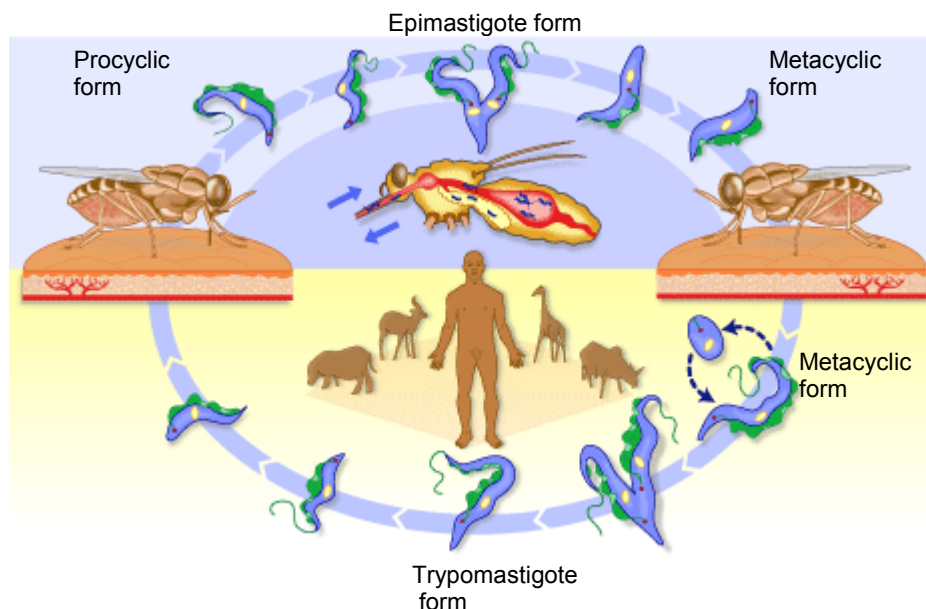 Epimastigote form
Procyclic
form
Metacyclic
form
Metacyclic
form
Trypomastigote
form